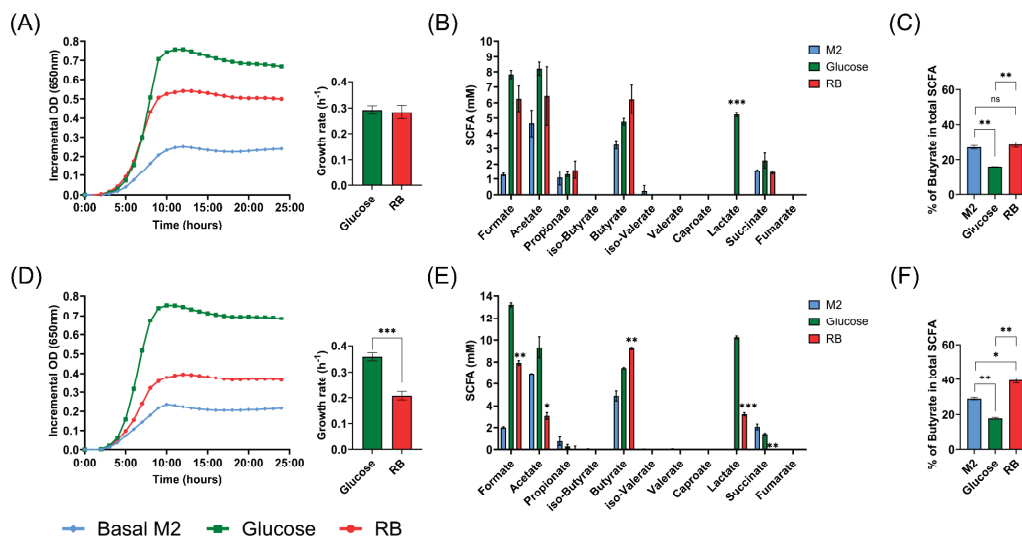 (A)
Incremental OD (650nm)
0.8
0.7
0.6
0.5
0.4
0.3
0.2
0.1
0.0
0:00
5:00
10:00
15:00
20:00
25:00
Time (hours)
Growth rate (h-1)
0.4
0.3
0.2
0.1
0.0
Glucose
RB
(B)
SCFA (mM)
10
9
8
7
6
5
4
3
2
1
0
***
M2
Glucose
RB
Formate
Acetate
Propionate
iso-Butyrate
Butyrate
iso-Valerate
Valerate
Caproate
Lactate
Succinate
Fumarate
(C)
% of Butyrate in total SCFA
60
40
20
0
**
ns
**
M2
Glucose
RB
(D)
Incremental OD (650nm)
0.8
0.7
0.6
0.5
0.4
0.3
0.2
0.1
0.0
0:00
5:00
10:00
15:00
20:00
25:00
Time (hours)
Growth rate (h-1)
0.4
0.3
0.2
0.1
0.0
***
Glucose
RB
(E)
SCFA (mM)
14
12
10
8
6
4
2
0
**
*
**
***
**
M2
Glucose
RB
Formate
Acetate
Propionate
iso-Butyrate
Butyrate
iso-Valerate
Valerate
Caproate
Lactate
Succinate
Fumarate
(F)
% of Butyrate in total SCFA
60
40
20
0
**
*
**
M2
Glucose
RB
Basal M2
Glucose
RB